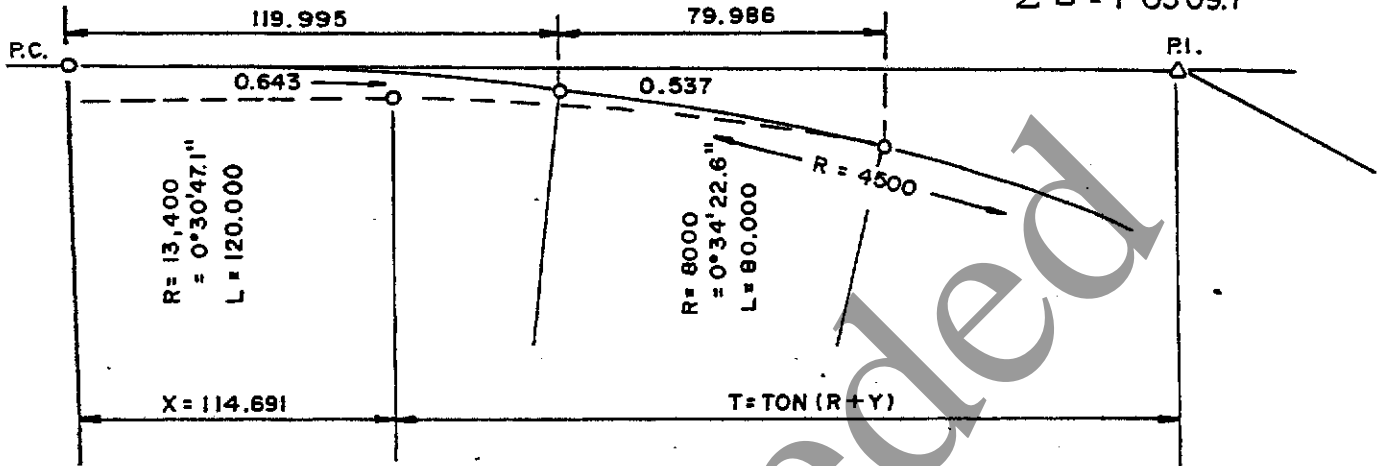 119.995
79.986
P.C.
P.I.
0.643
0.537
R = 4500
R = 13,400
= 0°30'47.1"
L = 120.000
R = 8000
= 0°34'22.6"
L = 80.000
X = 114.691
T = TON (R + Y)
eded